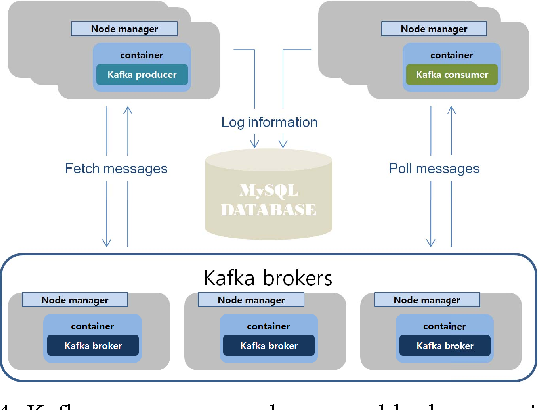 Node manager
container
Kafka producer
Node manager
container
Kafka consumer
Log information
Fetch messages
Poll messages
MySQL
DATABASE
Kafka brokers
Node manager
container
Kafka broker
Node manager
container
Kafka broker
Node manager
container
Kafka broker